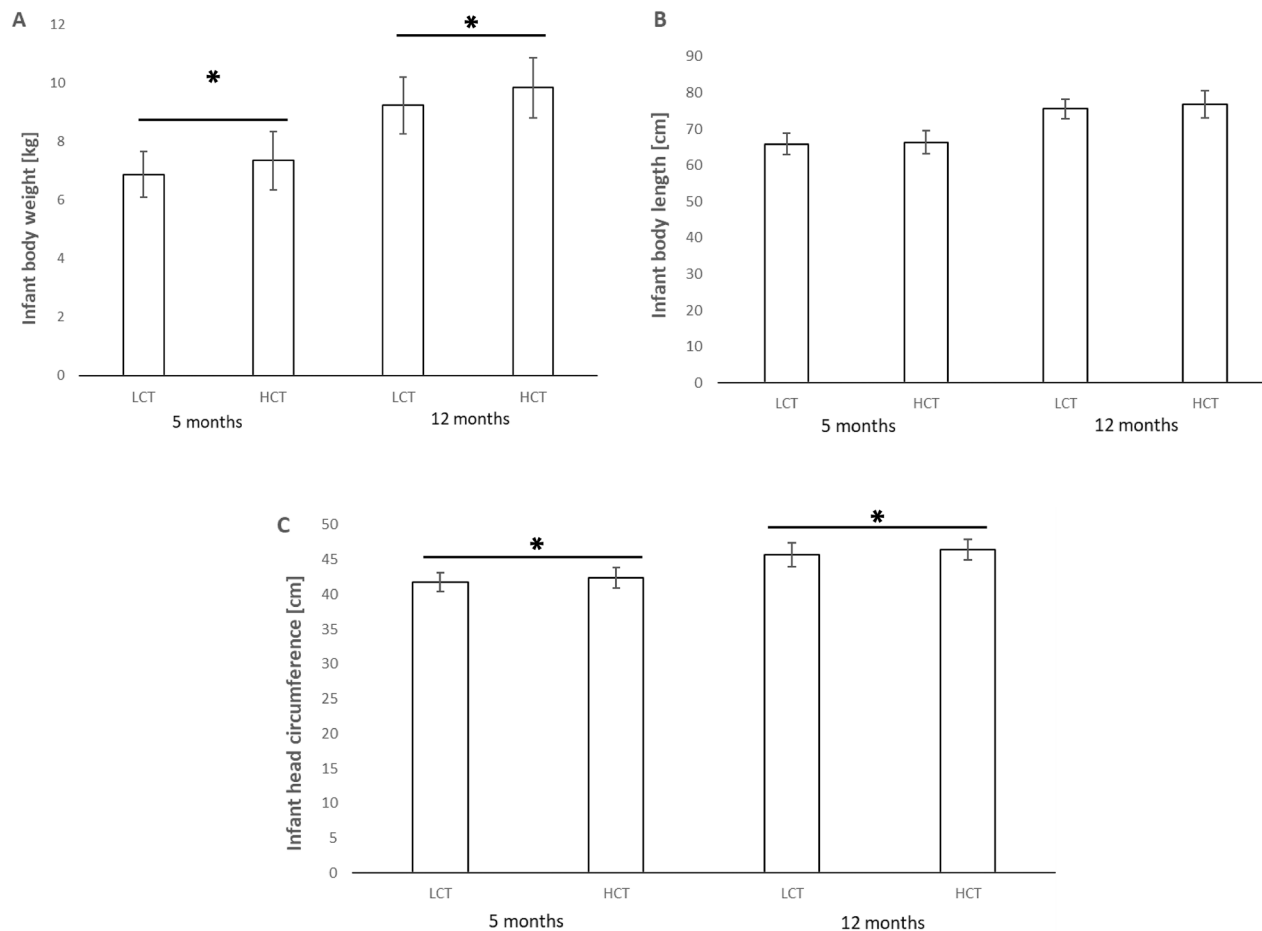 A
Infant body weight [kg]
12
10
8
6
4
2
0
*
*
LCT HCT LCT HCT
5 months 12 months
B
Infant body length [cm]
90
80
70
60
50
40
30
20
10
0
LCT HCT LCT HCT
5 months 12 months
C
Infant head circumference [cm]
50
45
40
35
30
25
20
15
10
5
0
*
*
LCT HCT LCT HCT
5 months 12 months